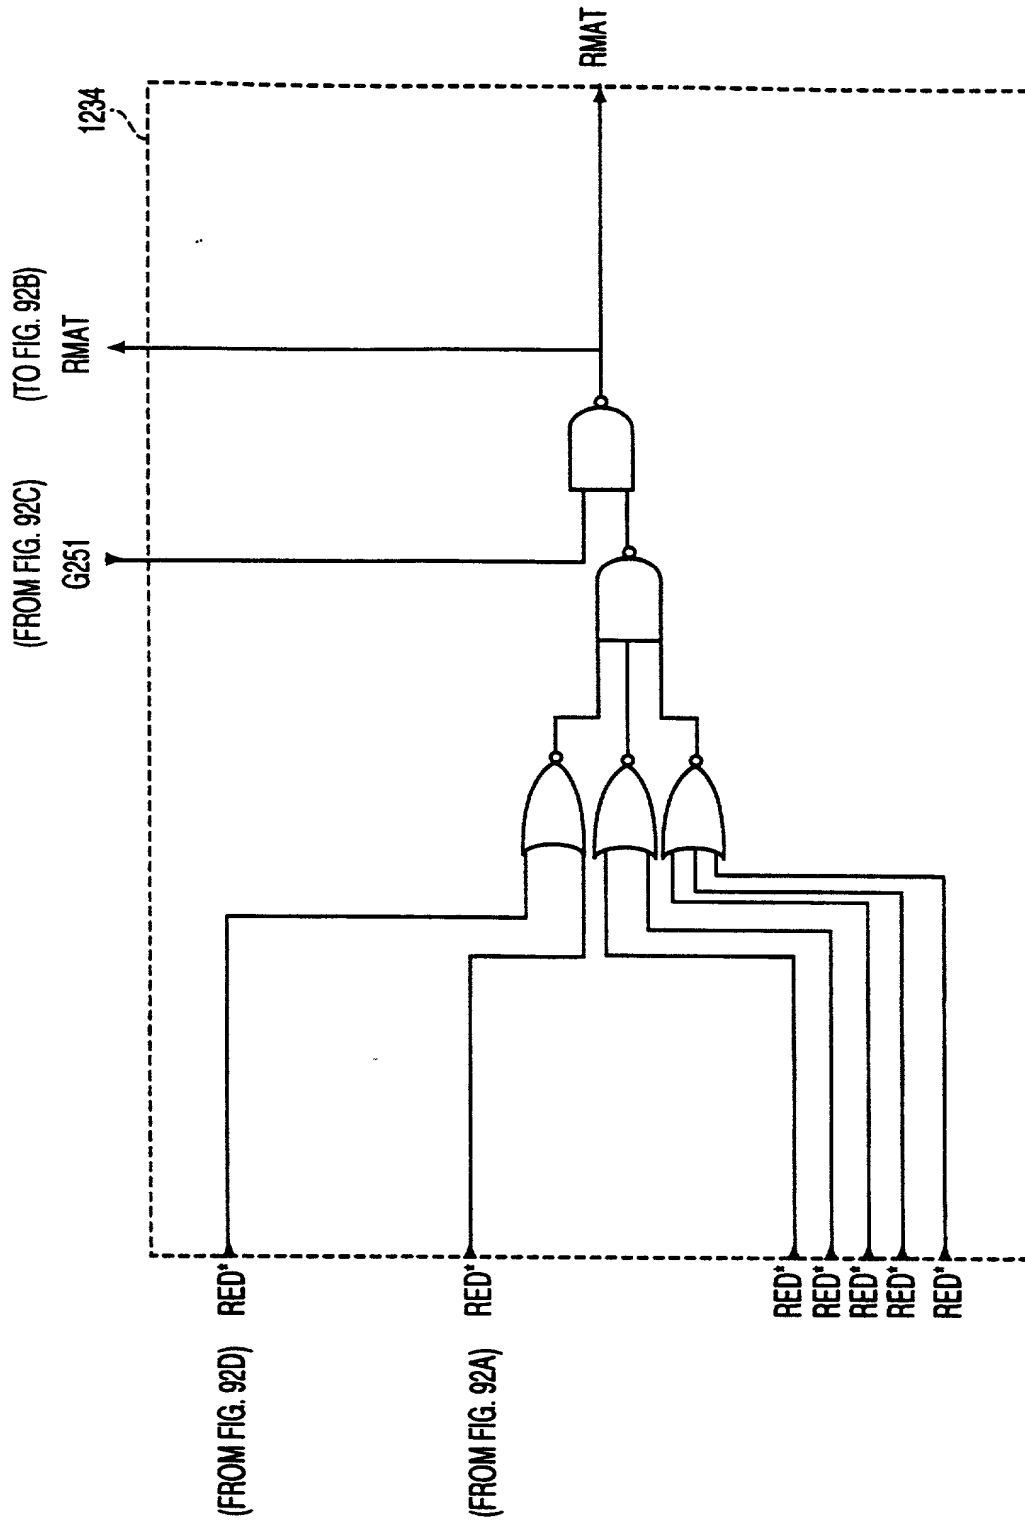 (FROM FIG. 92D) RED*
(FROM FIG. 92A) RED*
RED*
RED*
RED*
RED*
RED*
(FROM FIG. 92C)
G251
(TO FIG. 92B)
RMAT
1234
RMAT